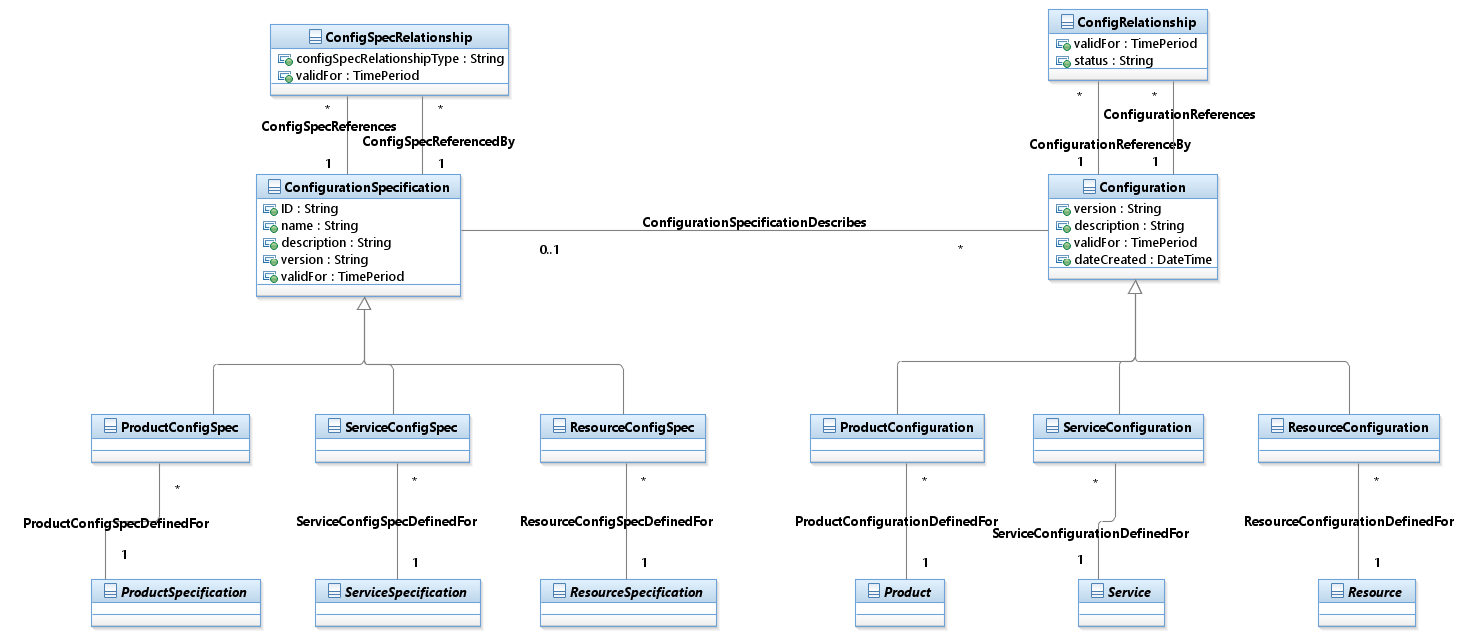 ConfigSpecRelationship
configSpecRelationshipType : String
validFor : TimePeriod
ConfigRelationship
validFor : TimePeriod
status : String
*
*
ConfigSpecReferences
ConfigSpecReferencedBy
1
1
*
*
ConfigurationReferences
ConfigurationReferenceBy
1
1
ConfigurationSpecification
ID : String
name : String
description : String
version : String
validFor : TimePeriod
ConfigurationSpecificationDescribes
0..1
*
Configuration
version : String
description : String
validFor : TimePeriod
dateCreated : DateTime
ProductConfigSpec
ServiceConfigSpec
ResourceConfigSpec
ProductConfiguration
ServiceConfiguration
ResourceConfiguration
*
*
*
*
*
*
ProductConfigSpecDefinedFor
ServiceConfigSpecDefinedFor
ResourceConfigSpecDefinedFor
ProductConfigurationDefinedFor
ServiceConfigurationDefinedFor
ResourceConfigurationDefinedFor
1
1
1
1
1
1
ProductSpecification
ServiceSpecification
ResourceSpecification
Product
Service
Resource